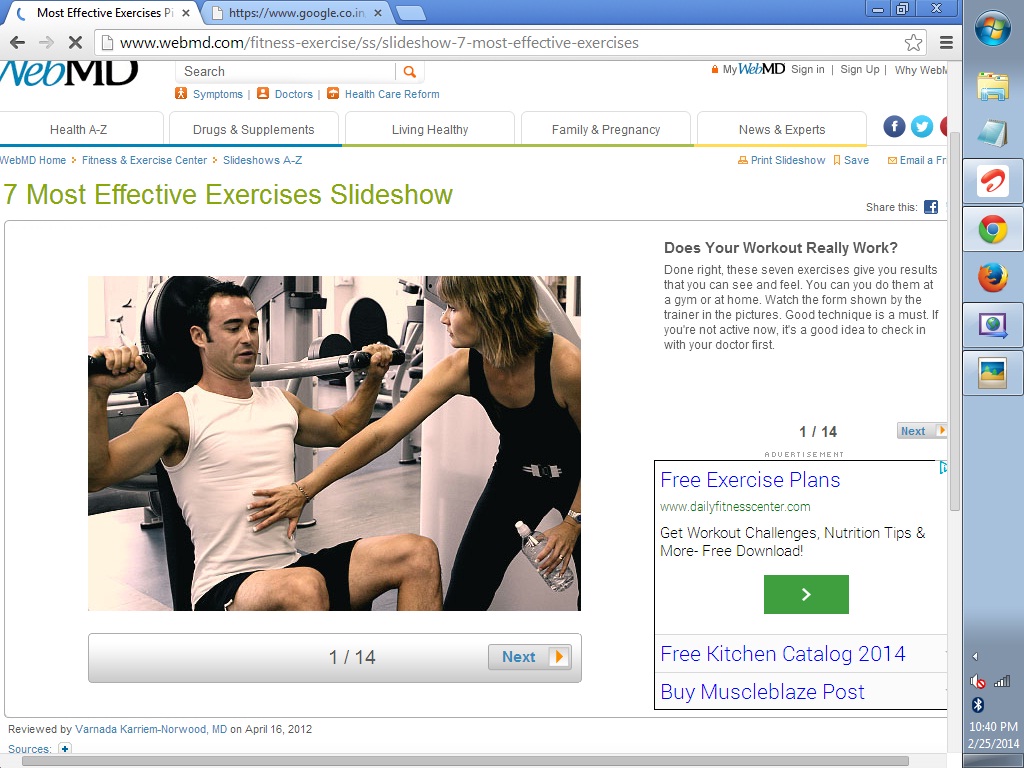 Most Effective Exercises Pi
https://www.google.co.in
www.webmd.com/fitness-exercise/ss/slideshow-7-most-effective-exercises
WebMD
Search
My WebMD Sign in | Sign Up | Why WebM
Symptoms | Doctors | Health Care Reform
Health A-Z
Drugs & Supplements
Living Healthy
Family & Pregnancy
News & Experts
WebMD Home
Fitness & Exercise Center
Slideshows A-Z
Print Slideshow
Save
Email a Fr
7 Most Effective Exercises Slideshow
Share this:
Does Your Workout Really Work?
Done right, these seven exercises give you results
that you can see and feel. You can you do them at
a gym or at home. Watch the form shown by the
trainer in the pictures. Good technique is a must. If
you're not active now, it's a good idea to check in
with your doctor first.
1 / 14
Next
ADVERTISEMENT
Free Exercise Plans
www.dailyfitnesscenter.com
Get Workout Challenges, Nutrition Tips &
More- Free Download!
Free Kitchen Catalog 2014
Buy Muscleblaze Post
1 / 14
Next
Reviewed by Varnada Karriem-Norwood, MD on April 16, 2012
Sources:
10:40 PM
2/25/2014